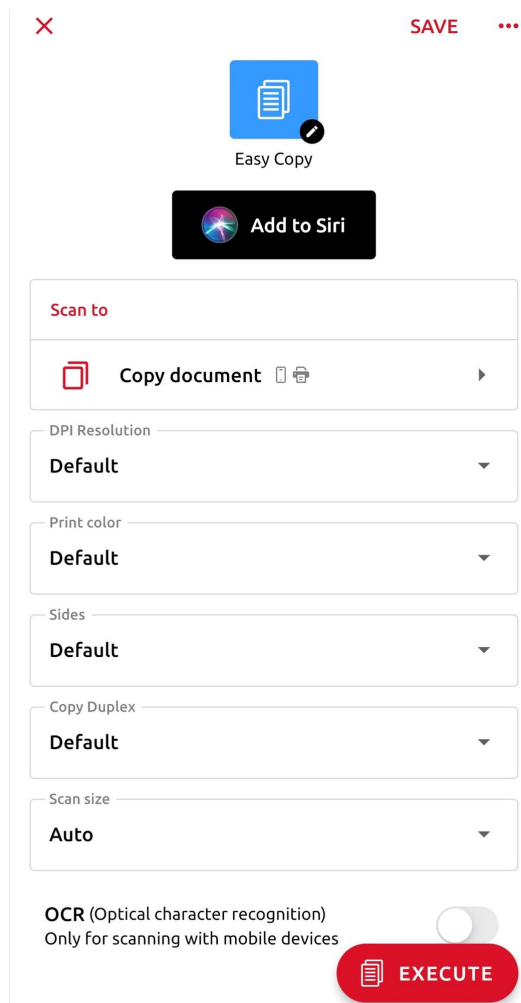 SAVE
Easy Copy
Add to Siri
Scan to
Copy document
DPI Resolution
Default
Print color
Default
Sides
Default
Copy Duplex
Default
Scan size
Auto
OCR (Optical character recognition)
Only for scanning with mobile devices
EXECUTE